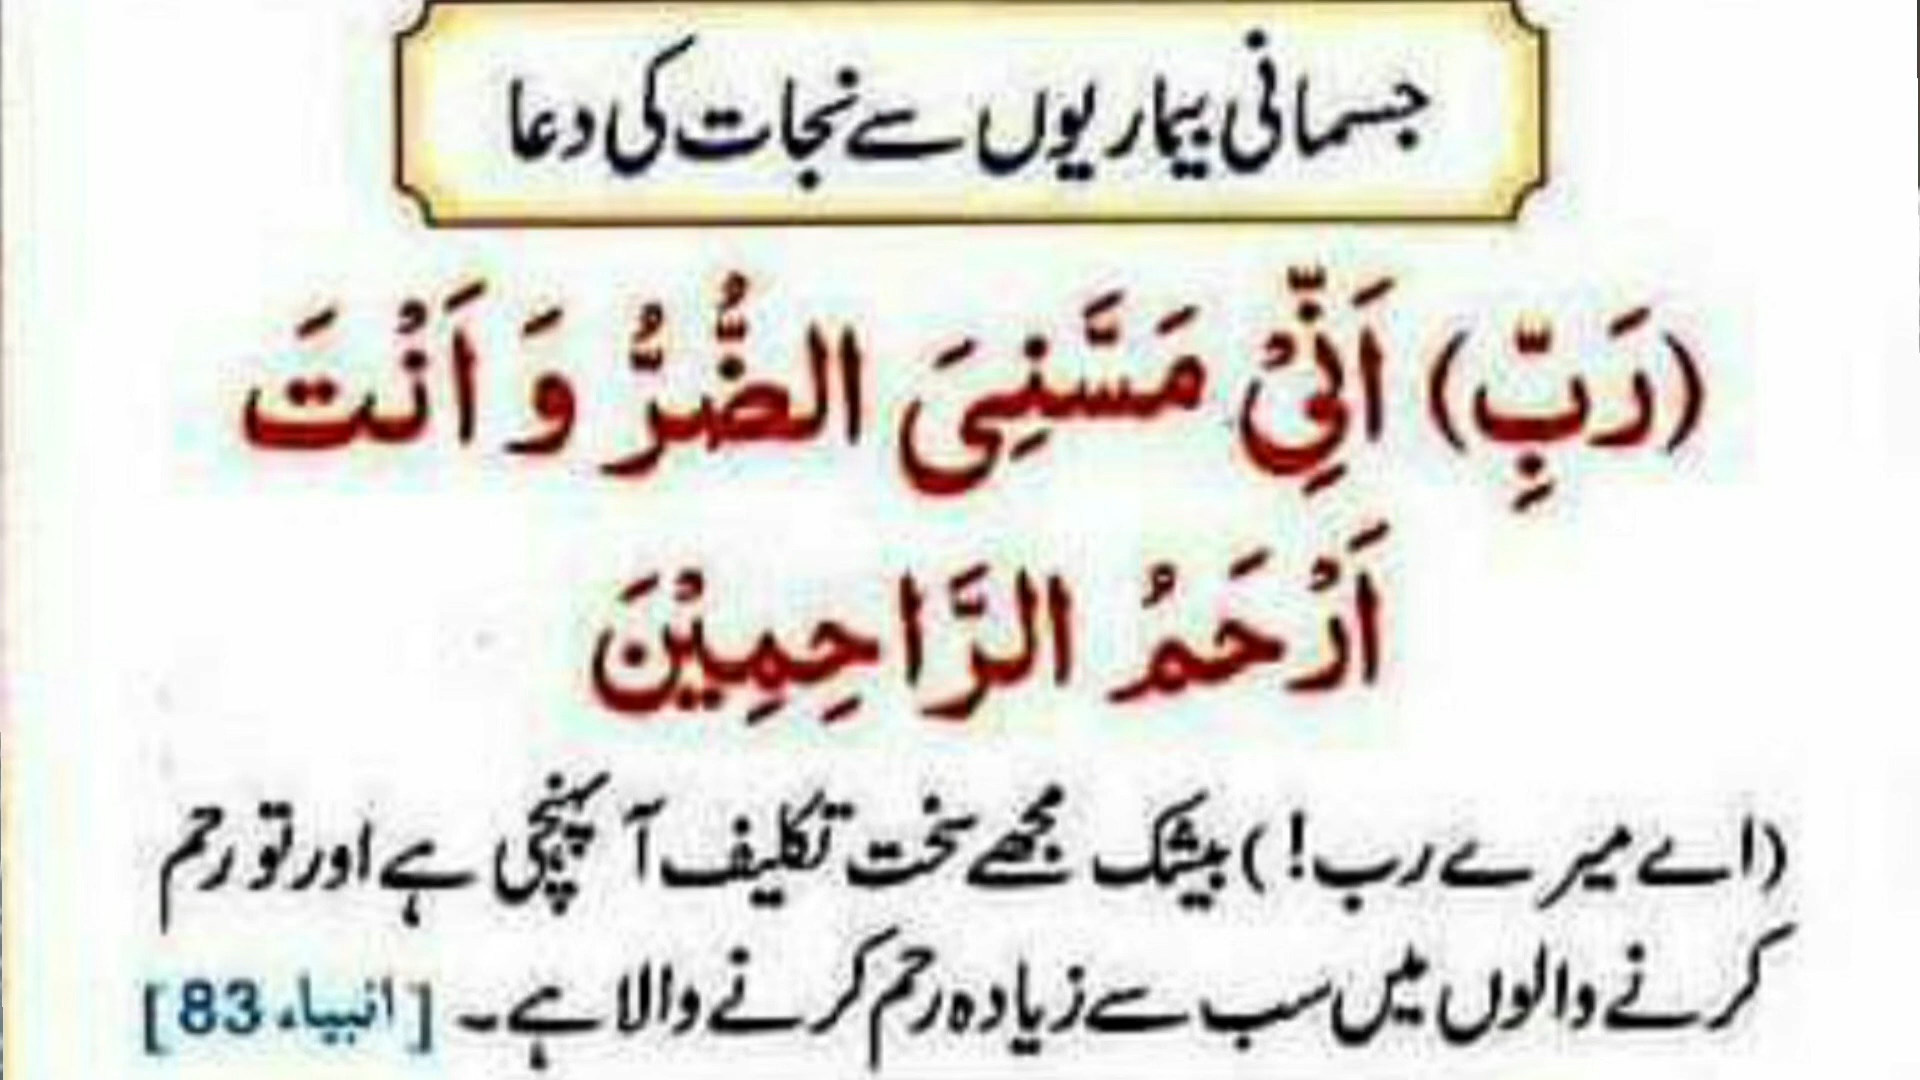 جسمانی بیماریوں سے نجات کی دعا
(رَبِّ) اَنِّیْ مَسَّنِیَ الضُّرُّ وَ اَنْتَ
اَرْحَمُ الرَّاحِمِیْنَ
(اے میرے رب!) بیشک مجھے سخت تکلیف آ پہنچی ہے اور تو رحم
کرنے والوں میں سب سے زیادہ رحم کرنے والا ہے۔ [انبیاء، 83]